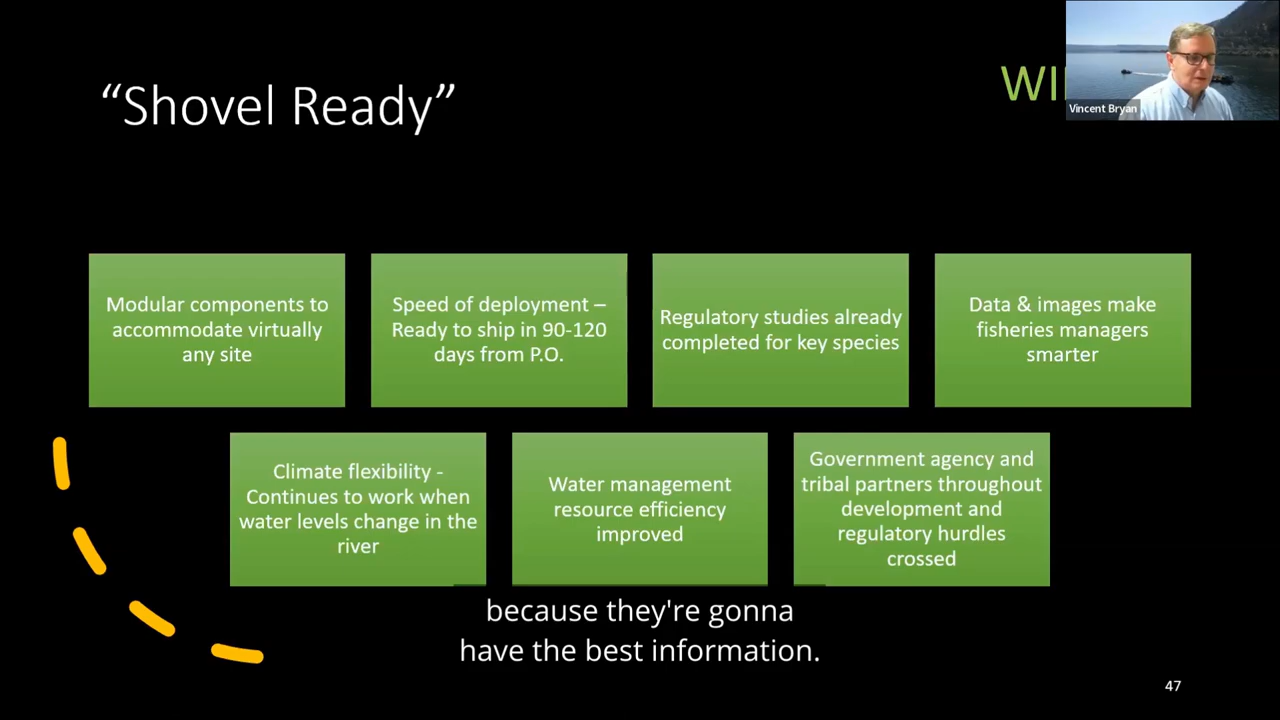 “Shovel Ready”
Vincent Bryan
Modular components to
accommodate virtually
any site
Speed of deployment –
Ready to ship in 90-120
days from P.O.
Regulatory studies already
completed for key species
Data & images make
fisheries managers
smarter
Climate flexibility -
Continues to work when
water levels change in the
river
Water management
resource efficiency
improved
Government agency and
tribal partners throughout
development and
regulatory hurdles
crossed
because they're gonna
have the best information.
47